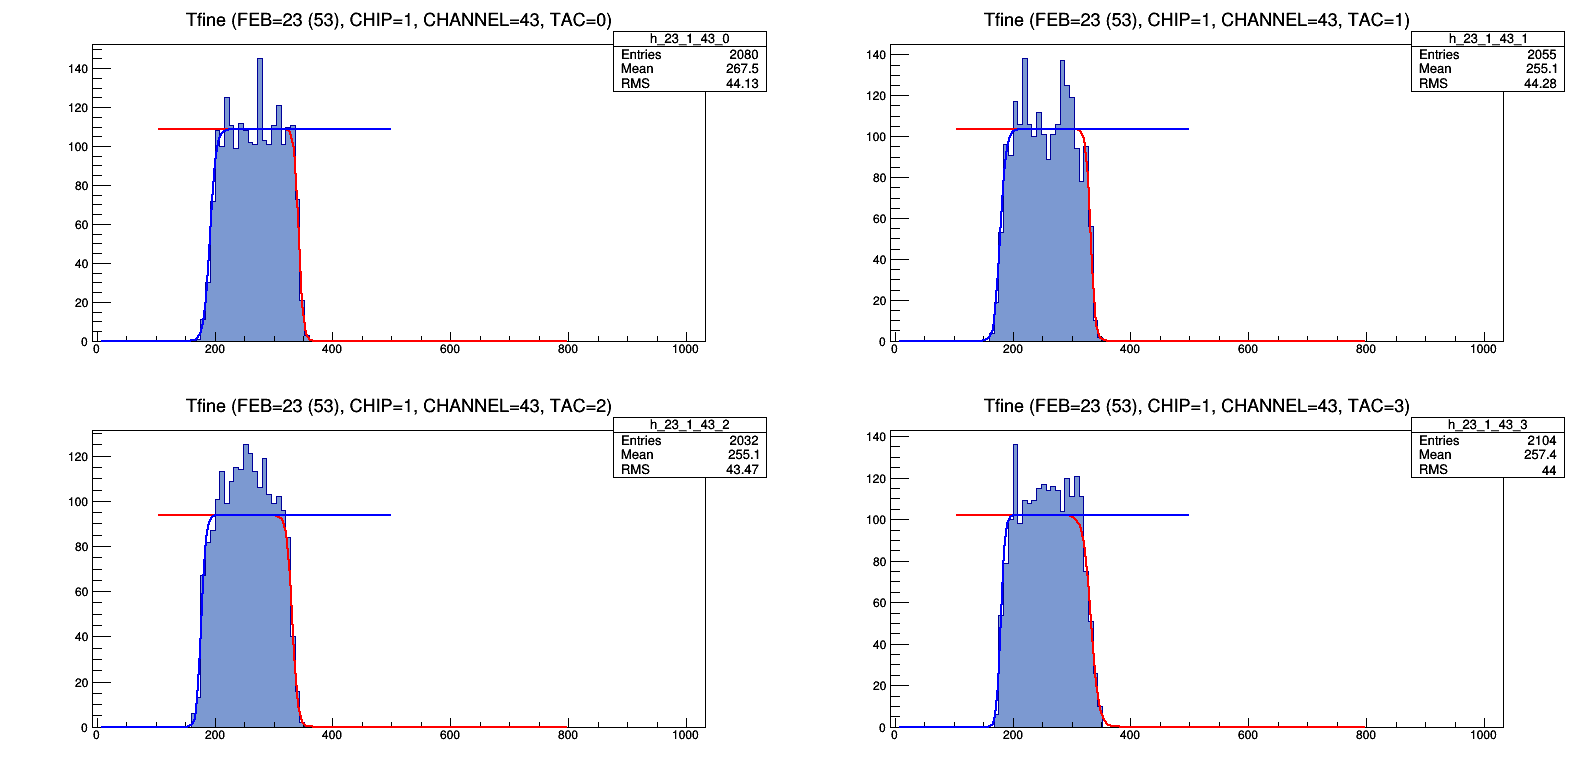 Tfine (FEB=23 (53), CHIP=1, CHANNEL=43, TAC=0)
h_23_1_43_0
Entries 2080
Mean 267.5
RMS 44.13
140
120
100
80
60
40
20
0
0 200 400 600 800 1000
Tfine (FEB=23 (53), CHIP=1, CHANNEL=43, TAC=1)
h_23_1_43_1
Entries 2055
Mean 255.1
RMS 44.28
140
120
100
80
60
40
20
0
0 200 400 600 800 1000
Tfine (FEB=23 (53), CHIP=1, CHANNEL=43, TAC=2)
h_23_1_43_2
Entries 2032
Mean 255.1
RMS 43.47
120
100
80
60
40
20
0
0 200 400 600 800 1000
Tfine (FEB=23 (53), CHIP=1, CHANNEL=43, TAC=3)
h_23_1_43_3
Entries 2104
Mean 257.4
RMS 44
140
120
100
80
60
40
20
0
0 200 400 600 800 1000